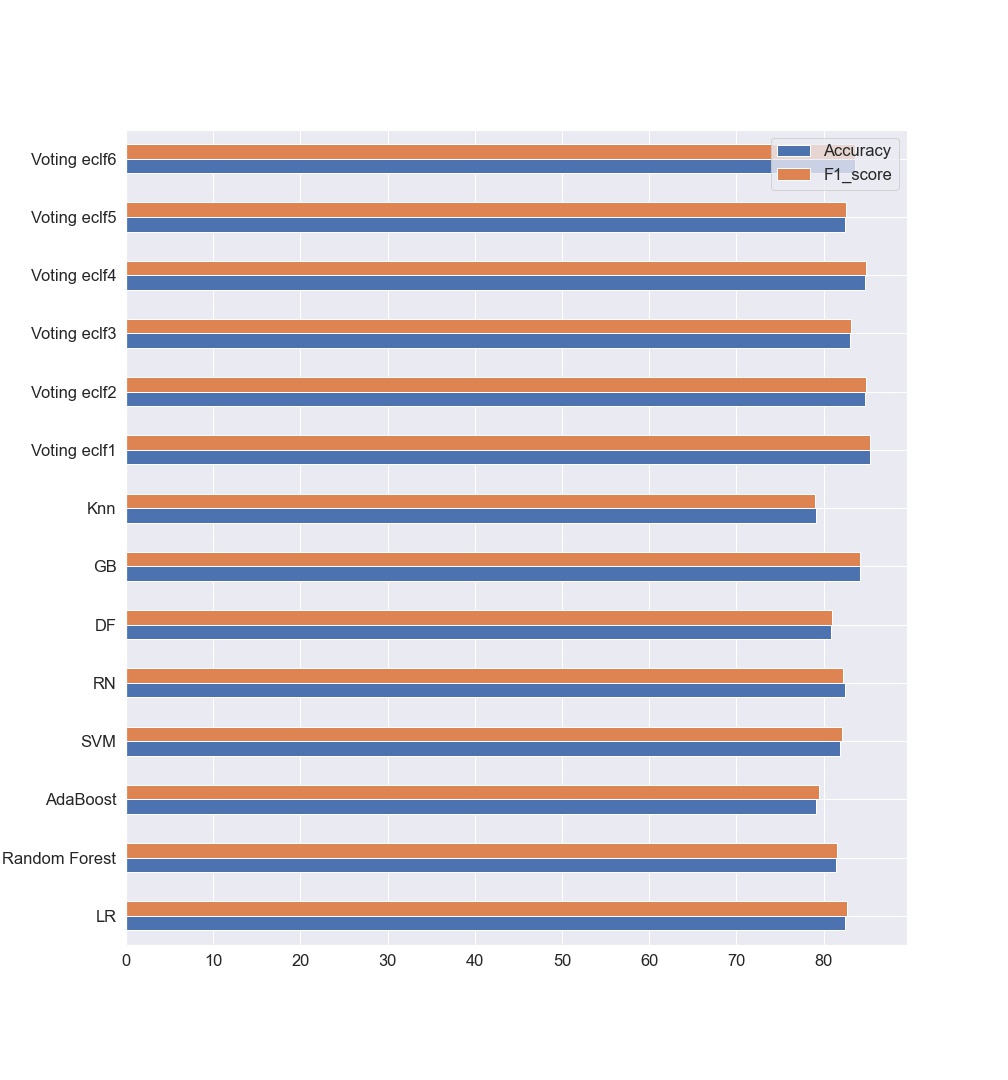 Accuracy
F1_score
Voting eclf6
Voting eclf5
Voting eclf4
Voting eclf3
Voting eclf2
Voting eclf1
Knn
GB
DF
RN
SVM
AdaBoost
Random Forest
LR
0 10 20 30 40 50 60 70 80